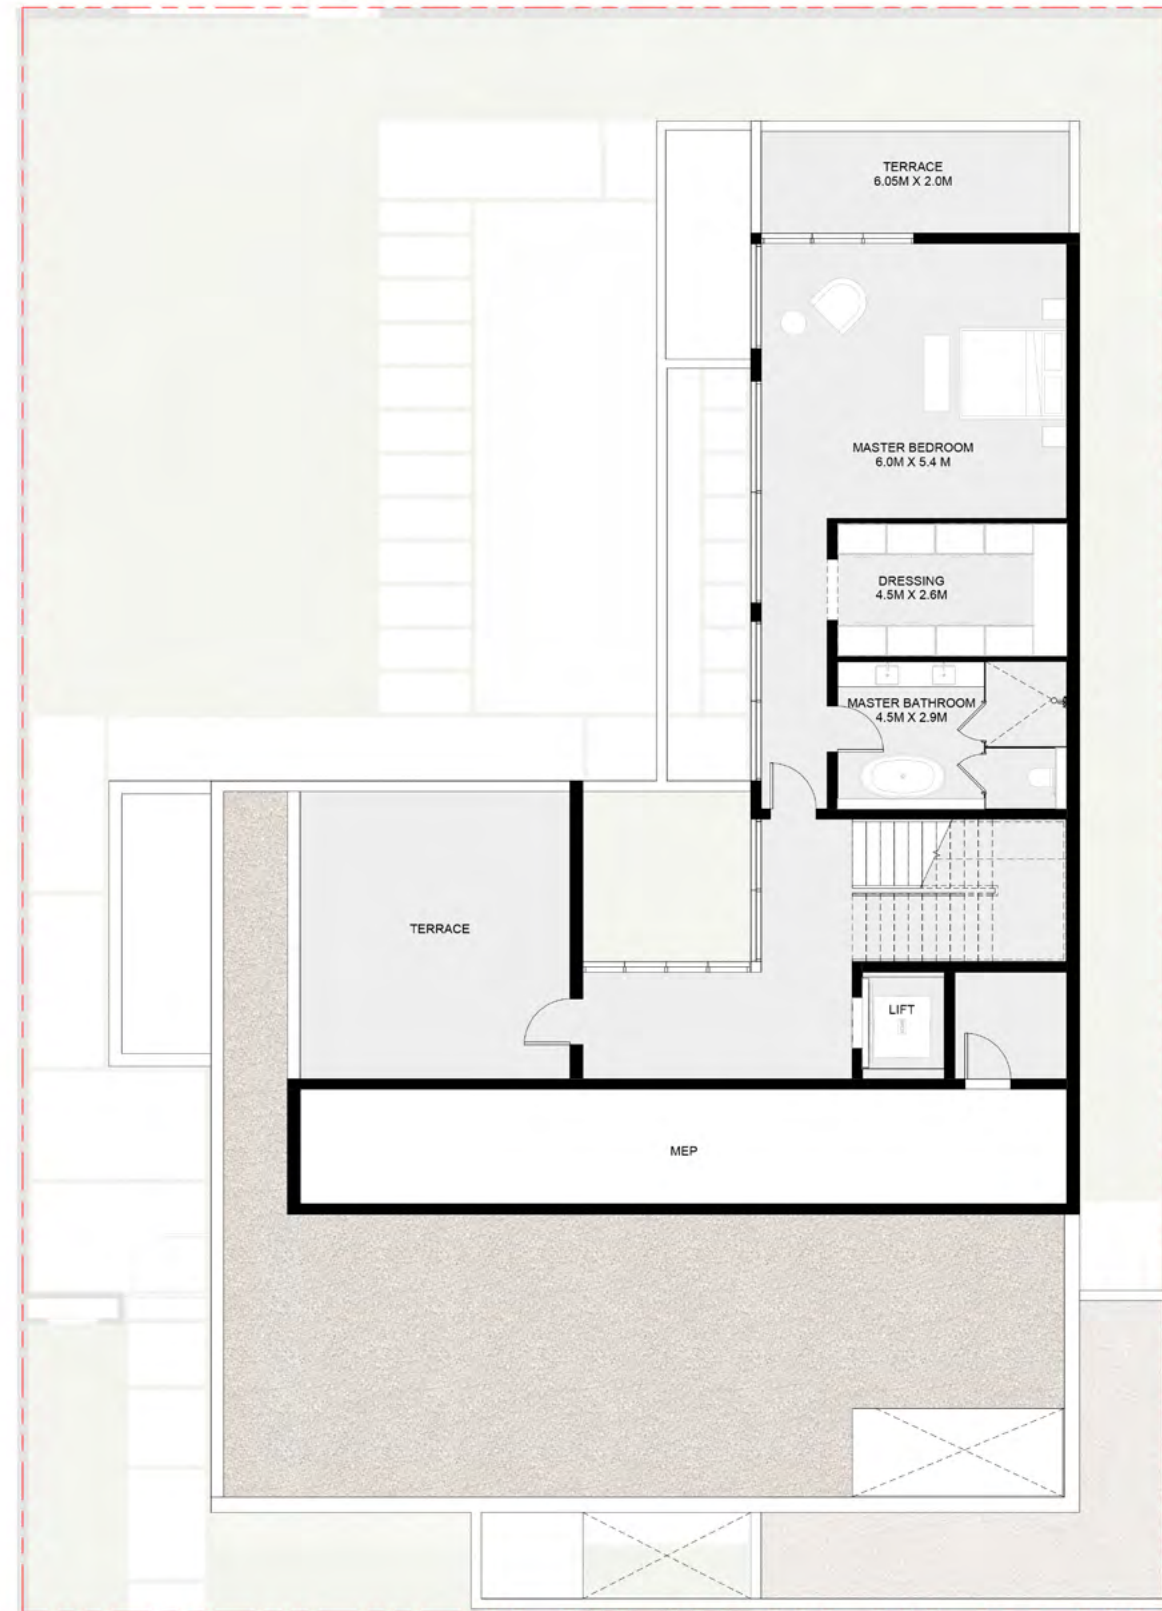 TERRACE
6.05M X 2.0M
MASTER BEDROOM
6.0M X 5.4 M
DRESSING
4.5M X 2.6M
MASTER BATHROOM
4.5M X 2.9M
TERRACE
LIFT
MEP